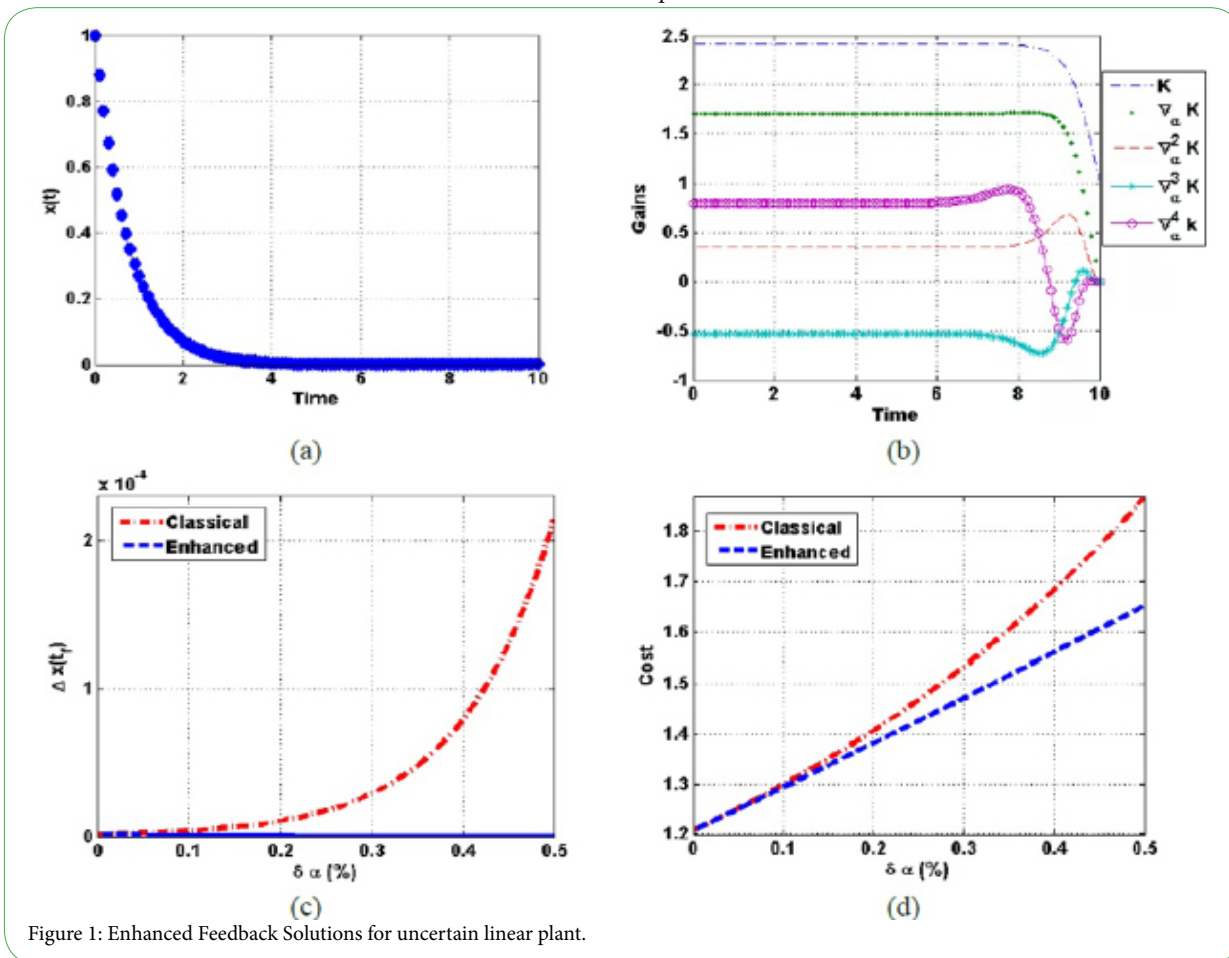 1
0.8
0.6
0.4
0.2
0
x(t)
0 2 4 6 8 10
Time
(a)
2.5
2
1.5
1
0.5
0
-0.5
-1
Gains
0 2 4 6 8 10
Time
K
∇α K
∇²α K
∇³α K
∇⁴α k
(b)
x 10⁻⁴
2
1
0
Δ x(tf)
Classical
Enhanced
0 0.1 0.2 0.3 0.4 0.5
δ α (%)
(c)
1.8
1.7
1.6
1.5
1.4
1.3
1.2
Cost
Classical
Enhanced
0 0.1 0.2 0.3 0.4 0.5
δ α (%)
(d)
Figure 1: Enhanced Feedback Solutions for uncertain linear plant.